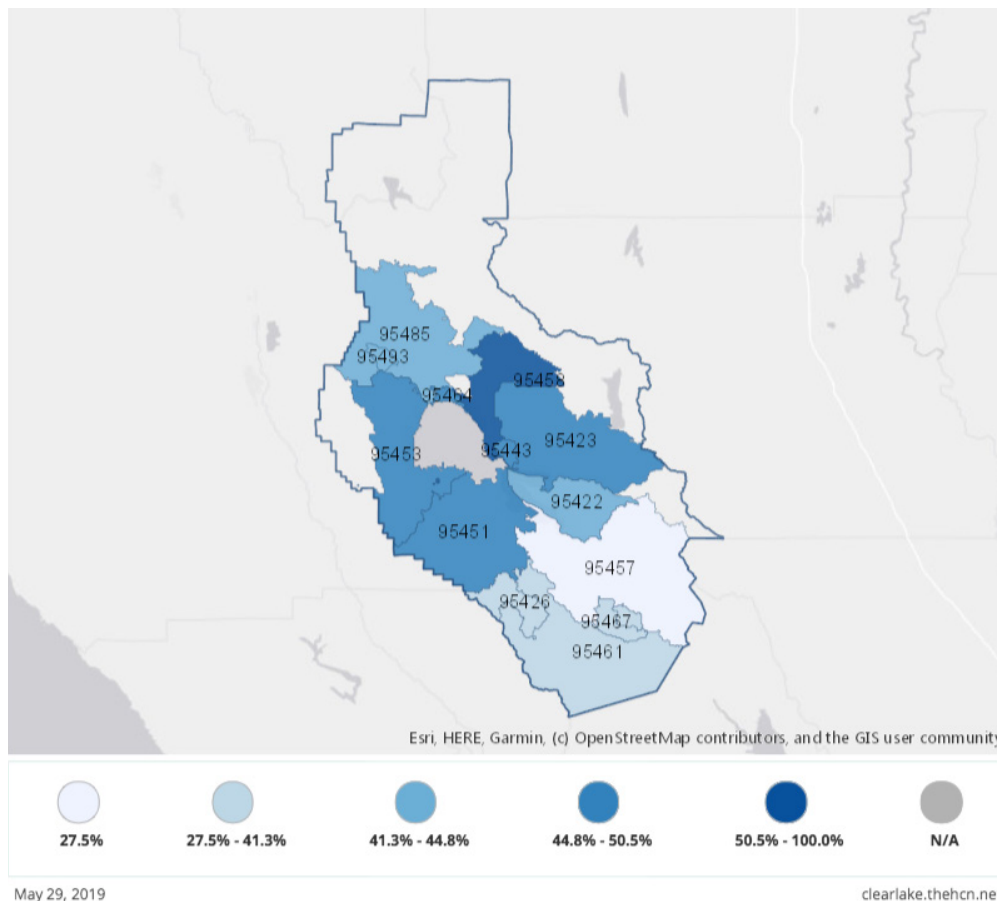 95485
95493
95458
95464
95423
95443
95453
95422
95451
95457
95426
95467
95461
Esri, HERE, Garmin, (c) OpenStreetMap contributors, and the GIS user community
27.5%
27.5% - 41.3%
41.3% - 44.8%
44.8% - 50.5%
50.5% - 100.0%
N/A
May 29, 2019
clearlake.thehcn.ne